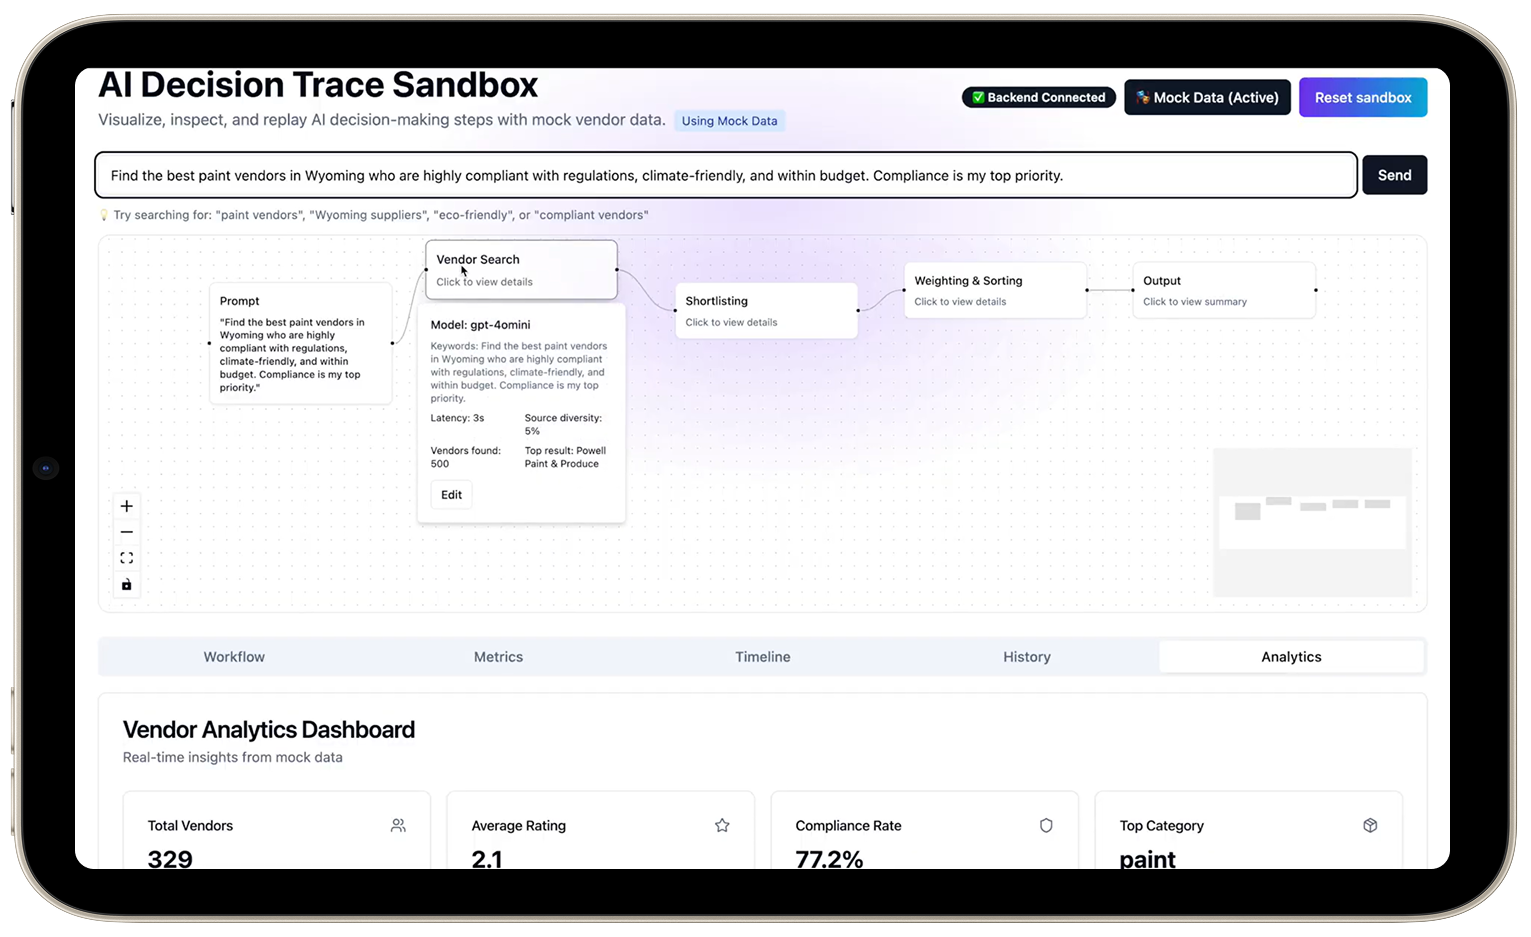 AI Decision Trace Sandbox
Visualize, inspect, and replay AI decision-making steps with mock vendor data.
Using Mock Data
✅ Backend Connected
🎭 Mock Data (Active)
Reset sandbox
Find the best paint vendors in Wyoming who are highly compliant with regulations, climate-friendly, and within budget. Compliance is my top priority.
Send
💡 Try searching for: "paint vendors", "Wyoming suppliers", "eco-friendly", or "compliant vendors"
Prompt
"Find the best paint vendors in
Wyoming who are highly
compliant with regulations,
climate-friendly, and within
budget. Compliance is my top
priority."
Vendor Search
Click to view details
Model: gpt-4omini
Keywords: Find the best paint vendors
in Wyoming who are highly compliant
with regulations, climate-friendly, and
within budget. Compliance is my top
priority.
Latency: 3s
Source diversity:
5%
Vendors found:
500
Top result: Powell
Paint & Produce
Edit
Shortlisting
Click to view details
Weighting & Sorting
Click to view details
Output
Click to view summary
Workflow
Metrics
Timeline
History
Analytics
Vendor Analytics Dashboard
Real-time insights from mock data
Total Vendors
329
Average Rating
2.1
Compliance Rate
77.2%
Top Category
paint